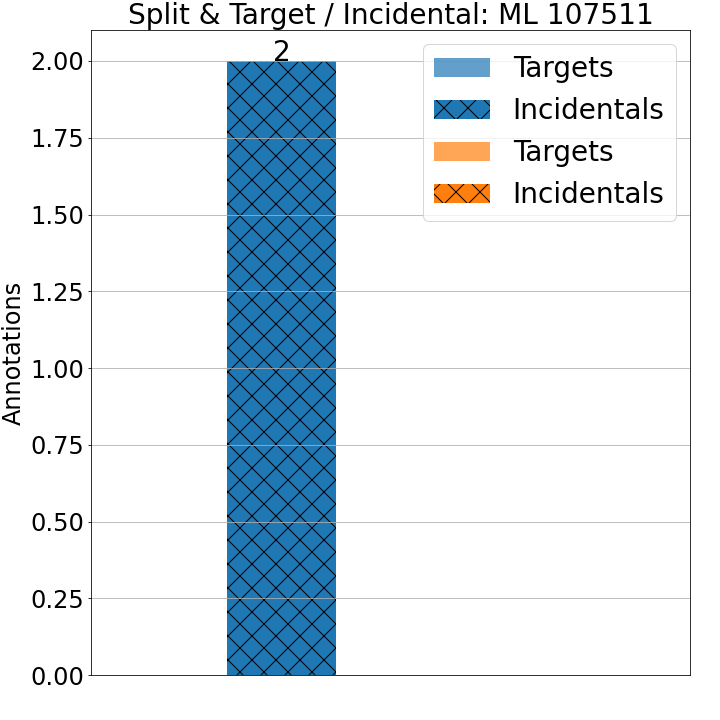 Split & Target / Incidental: ML 107511
2
Targets
Incidentals
Targets
Incidentals
Annotations
2.00
1.75
1.50
1.25
1.00
0.75
0.50
0.25
0.00